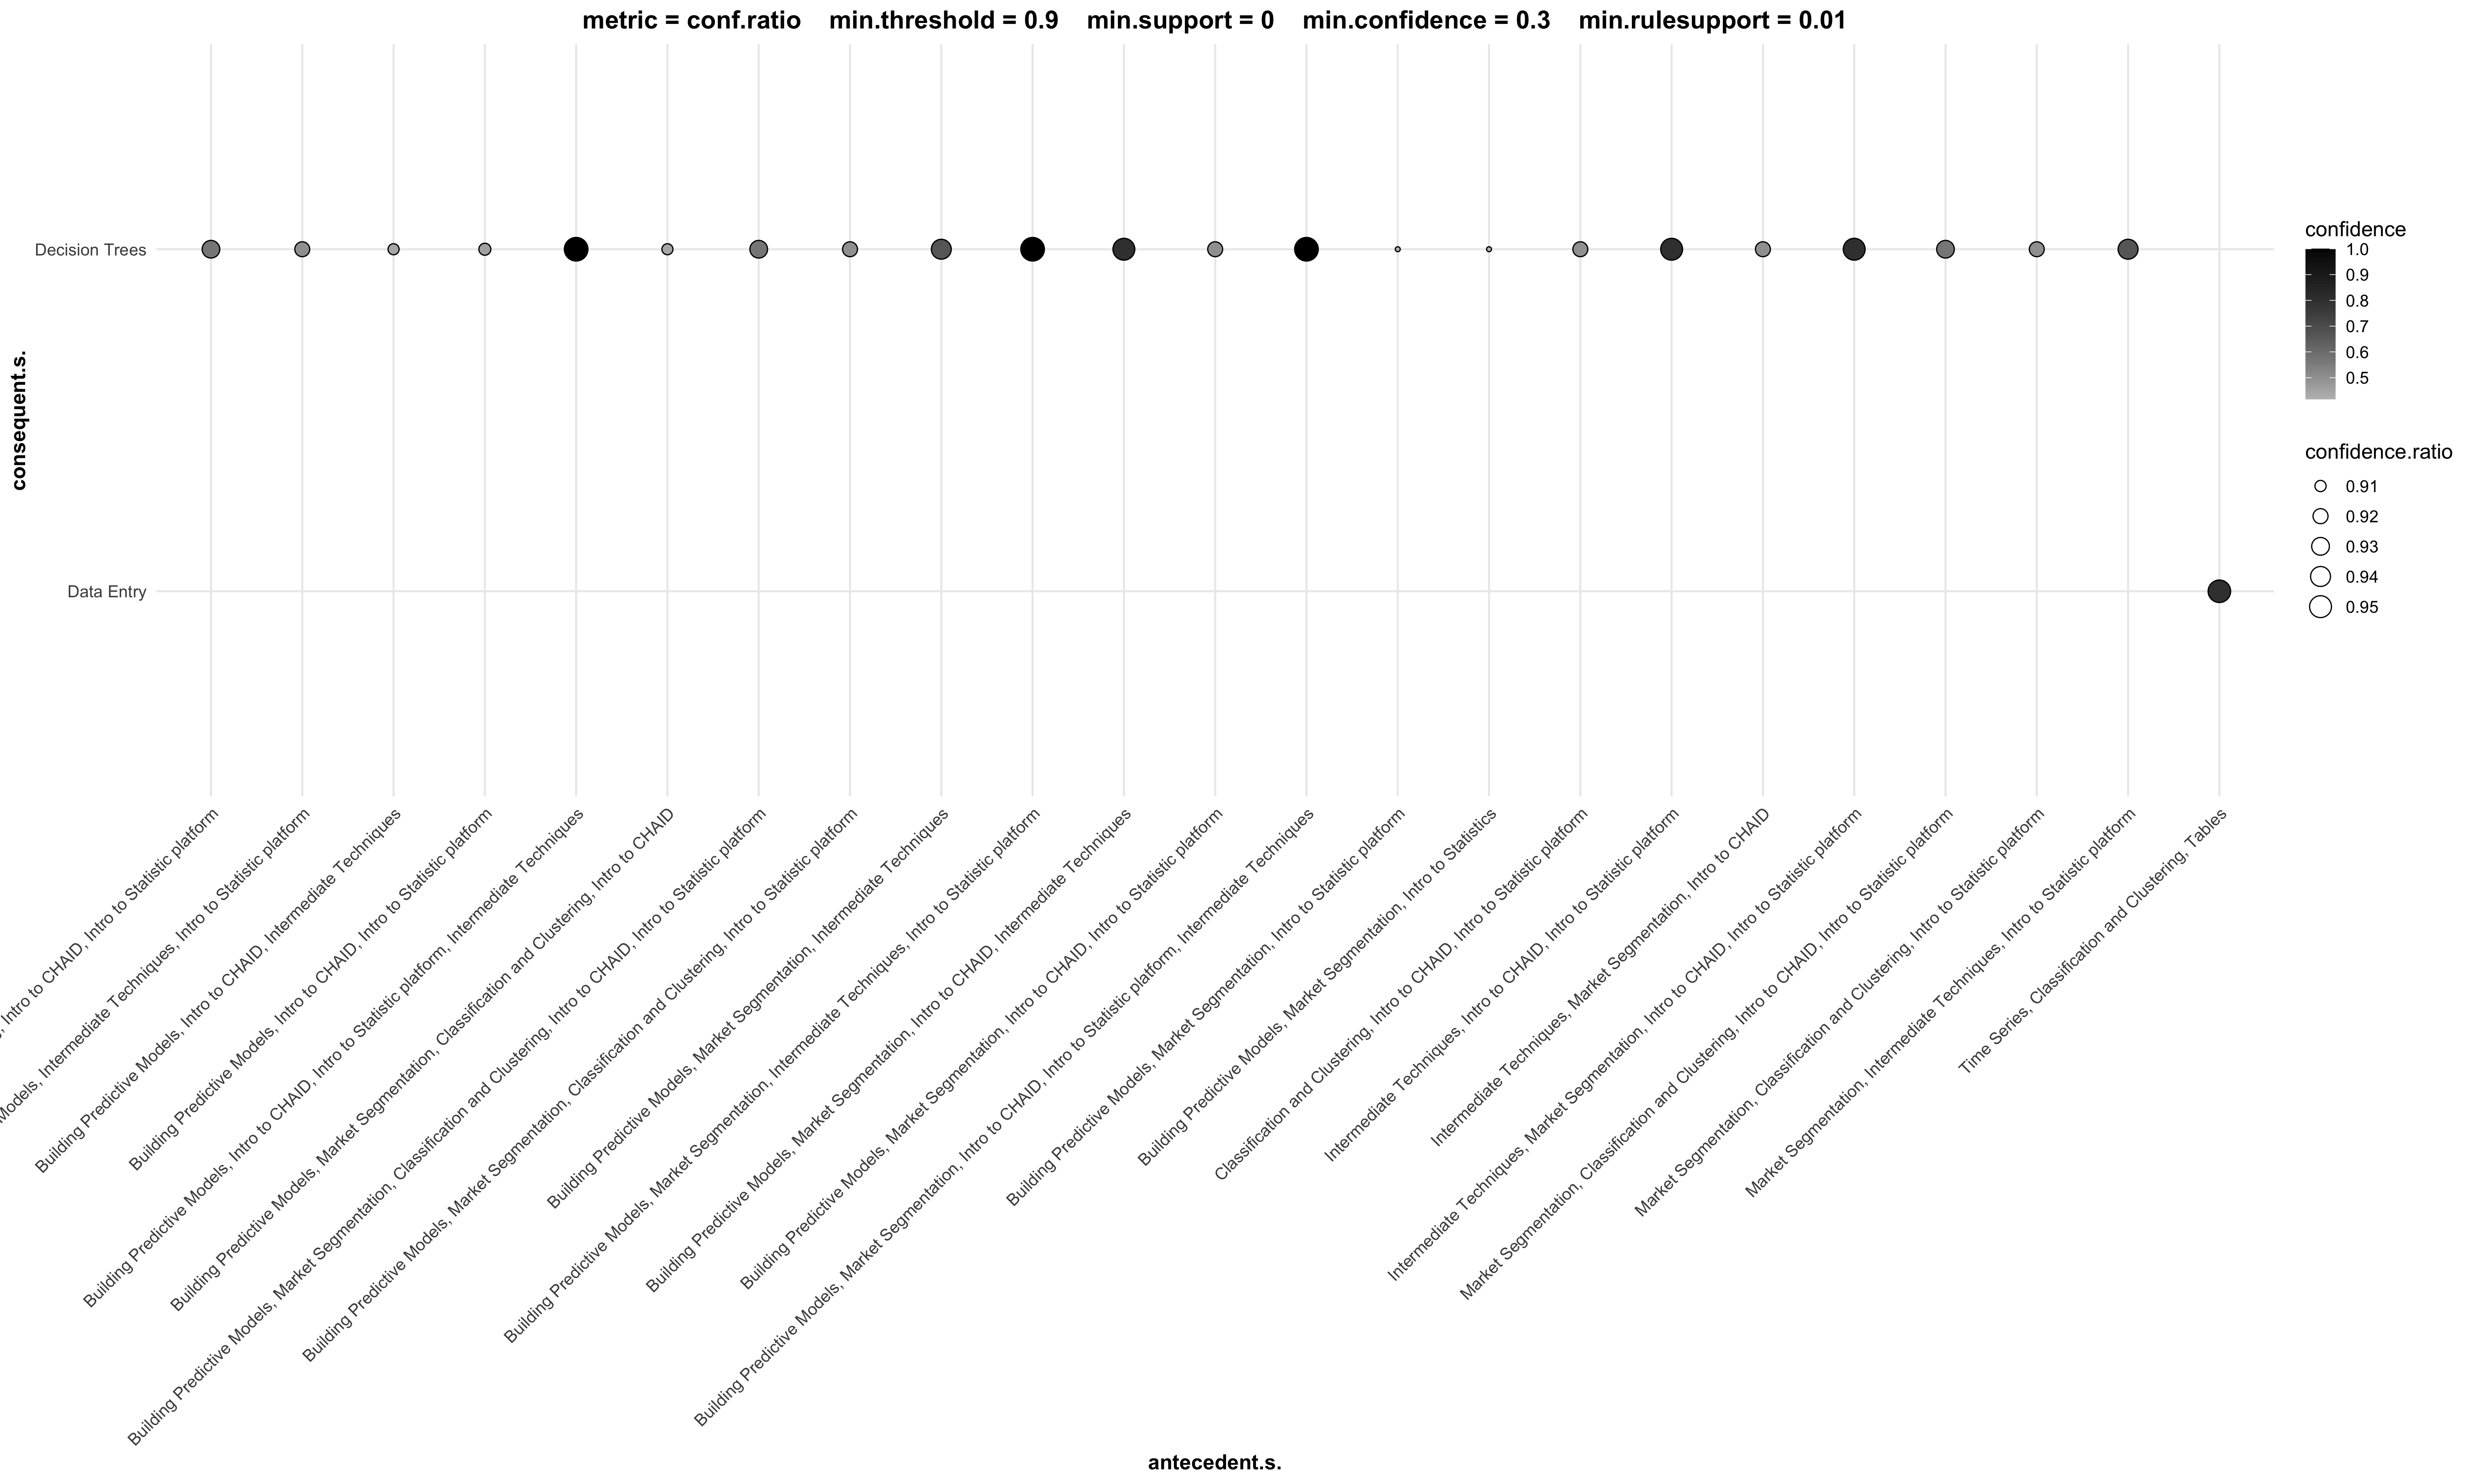 metric = conf.ratio    min.threshold = 0.9    min.support = 0    min.confidence = 0.3    min.rulesupport = 0.01
consequent.s.
Decision Trees
Data Entry
confidence
1.0
0.9
0.8
0.7
0.6
0.5
confidence.ratio
0.91
0.92
0.93
0.94
0.95
, Intro to CHAID, Intro to Statistic platform
Models, Intermediate Techniques, Intro to Statistic platform
Building Predictive Models, Intro to CHAID, Intermediate Techniques
Building Predictive Models, Intro to CHAID, Intro to Statistic platform
Building Predictive Models, Intro to CHAID, Intro to Statistic platform, Intermediate Techniques
Building Predictive Models, Market Segmentation, Classification and Clustering, Intro to CHAID
Building Predictive Models, Market Segmentation, Classification and Clustering, Intro to CHAID, Intro to Statistic platform
Building Predictive Models, Market Segmentation, Classification and Clustering, Intro to Statistic platform
Building Predictive Models, Market Segmentation, Intermediate Techniques
Building Predictive Models, Market Segmentation, Intermediate Techniques, Intro to Statistic platform
Building Predictive Models, Market Segmentation, Intro to CHAID, Intermediate Techniques
Building Predictive Models, Market Segmentation, Intro to CHAID, Intro to Statistic platform
Building Predictive Models, Market Segmentation, Intro to CHAID, Intro to Statistic platform, Intermediate Techniques
Building Predictive Models, Market Segmentation, Intro to Statistic platform
Building Predictive Models, Market Segmentation, Intro to Statistics
Classification and Clustering, Intro to CHAID, Intro to Statistic platform
Intermediate Techniques, Intro to CHAID, Intro to Statistic platform
Intermediate Techniques, Market Segmentation, Intro to CHAID
Intermediate Techniques, Market Segmentation, Intro to CHAID, Intro to Statistic platform
Market Segmentation, Classification and Clustering, Intro to CHAID, Intro to Statistic platform
Market Segmentation, Classification and Clustering, Intro to Statistic platform
Market Segmentation, Intermediate Techniques, Intro to Statistic platform
Time Series, Classification and Clustering, Tables
antecedent.s.